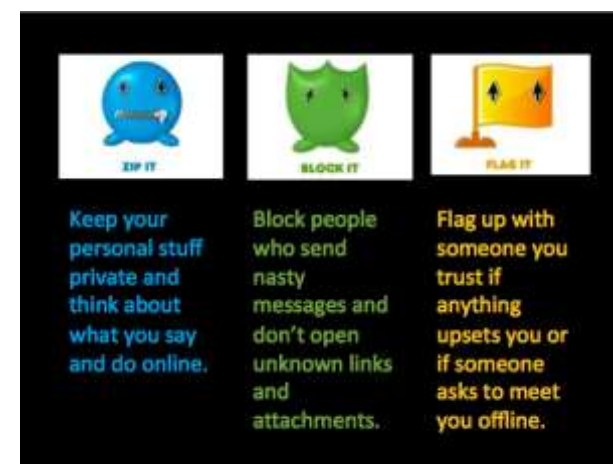 ZIP IT
Keep your
personal stuff
private and
think about
what you say
and do online.
BLOCK IT
Block people
who send
nasty
messages and
don't open
unknown links
and
attachments.
FLAG IT
Flag up with
someone you
trust if
anything
upsets you or
if someone
asks to meet
you offline.